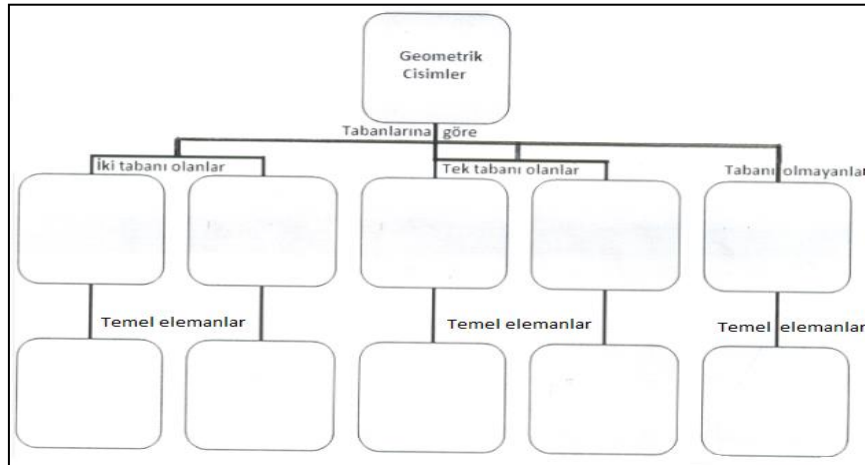 Geometrik
Cisimler
Tabanlarına göre
İki tabanı olanlar
Tek tabanı olanlar
Tabanı olmayanlar
Temel elemanlar
Temel elemanlar
Temel elemanlar